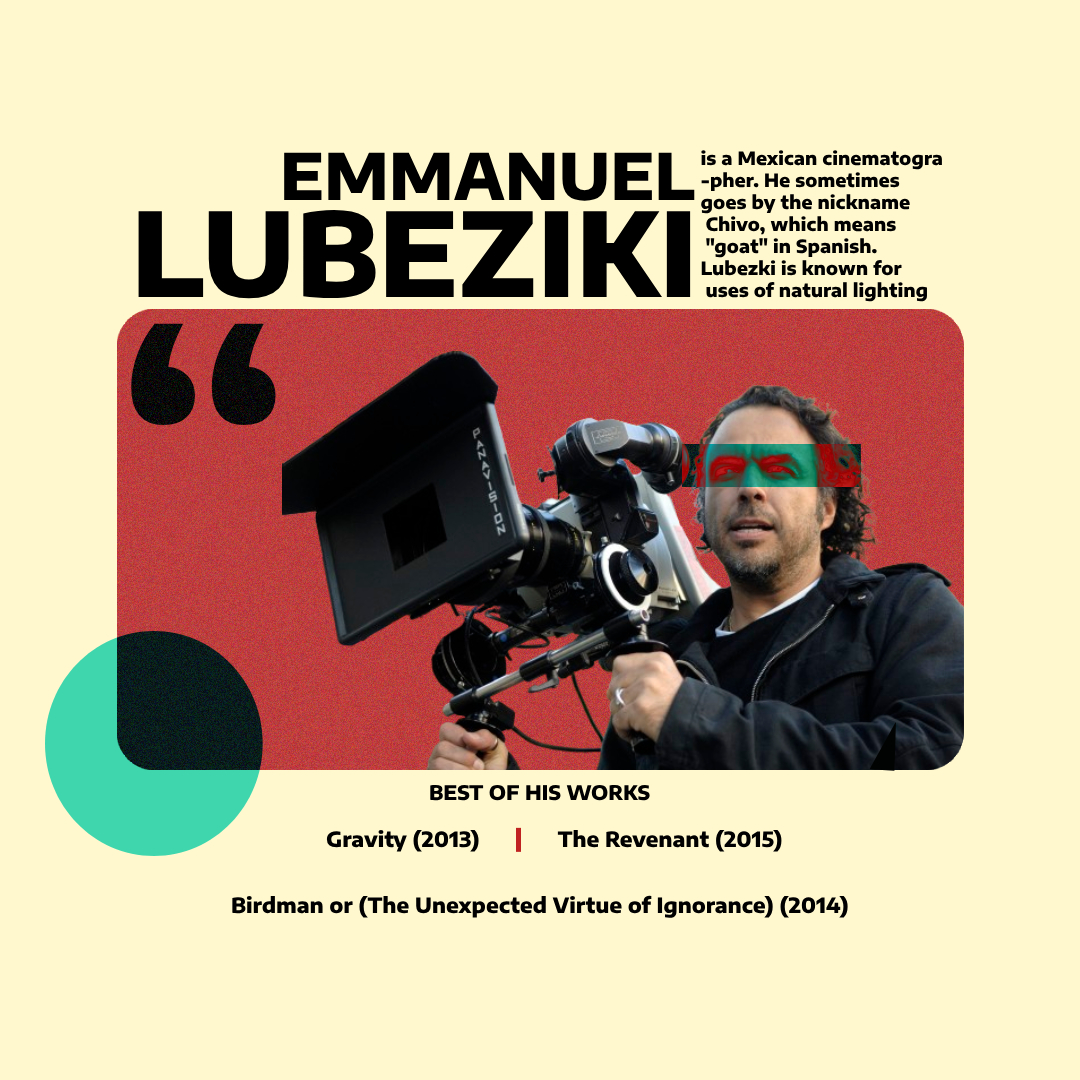 EMMANUEL
LUBEZIKI
is a Mexican cinematogra
-pher. He sometimes
goes by the nickname
Chivo, which means
"goat" in Spanish.
Lubezki is known for
uses of natural lighting
“
PANAVISION
BEST OF HIS WORKS
Gravity (2013) | The Revenant (2015)
Birdman or (The Unexpected Virtue of Ignorance) (2014)